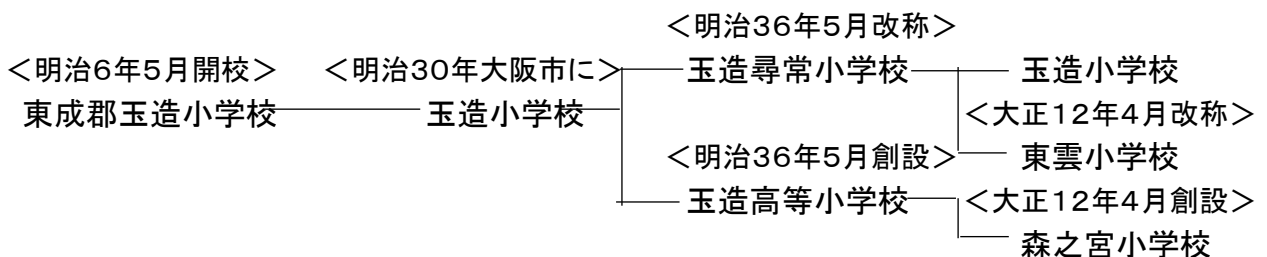 ＜明治３６年５月改称＞
＜明治６年５月開校＞　＜明治３０年大阪市に＞　玉造尋常小学校　玉造小学校
東成郡玉造小学校　玉造小学校　＜大正１２年４月改称＞
＜明治３６年５月創設＞　東雲小学校
玉造高等小学校　＜大正１２年４月創設＞
森之宮小学校